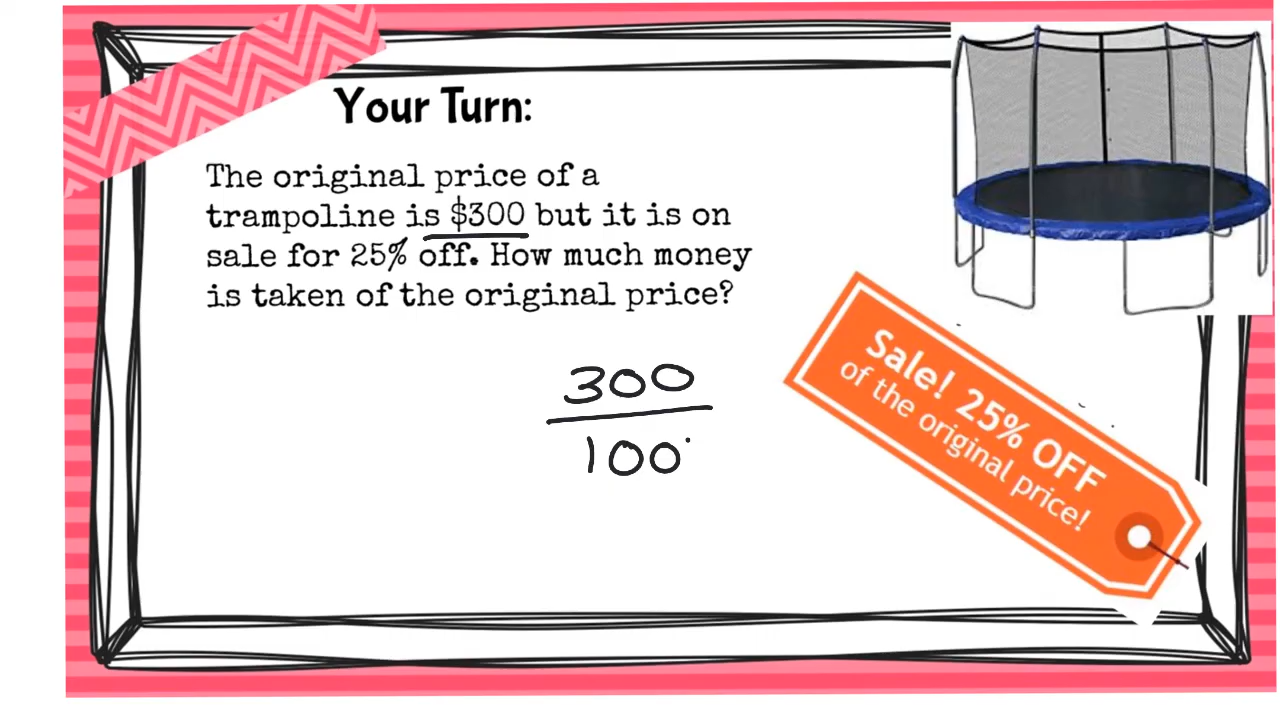 Your Turn:
The original price of a
trampoline is $300 but it is on
sale for 25% off. How much money
is taken of the original price?
300
100
Sale! 25% OFF
of the original price!